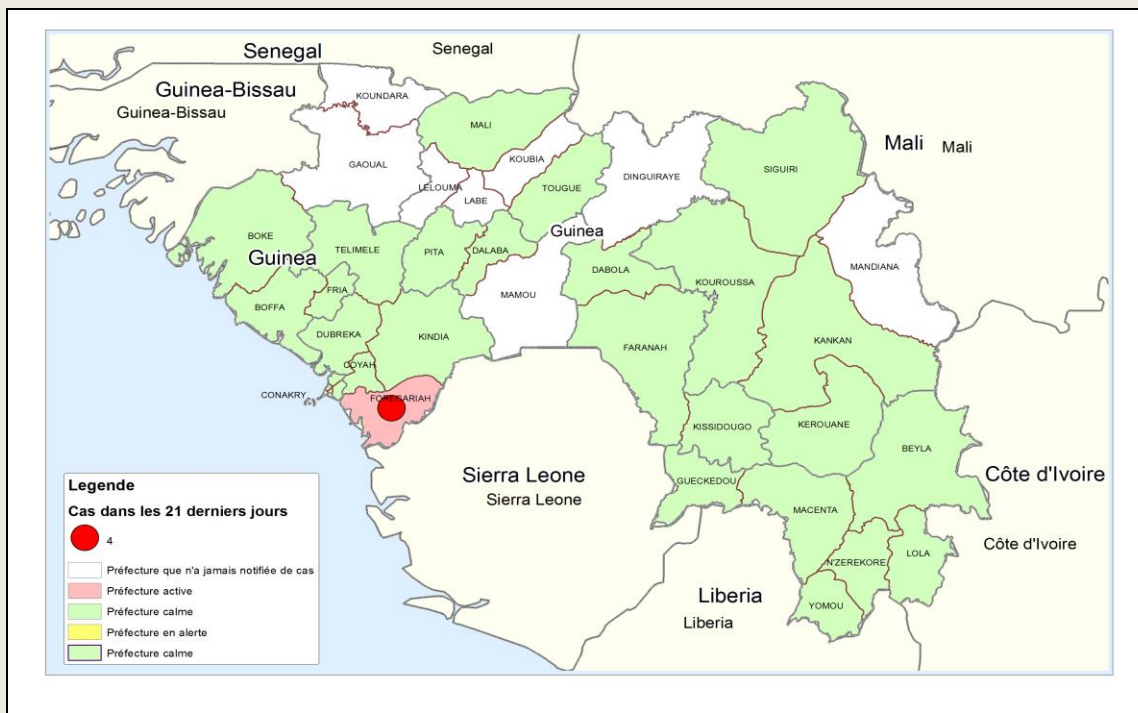 Senegal
Senegal
Guinea-Bissau
Guinea-Bissau
KOUNDARA
MALI
GAOUAL
KOUBIA
LELOUMA
LABE
TOUGUE
DINGUIRAYE
SIGUIRI
Mali
Mali
BOKE
TELIMELE
PITA
DALABA
Guinea
Guinea
MANDIANA
DABOLA
KOUROUSSA
FRIA
BOFFA
MAMOU
DUBREKA
KINDIA
FARANAH
KANKAN
COYAH
CONAKRY
FORECARIAH
KISSIDOUGO
KEROUANE
BEYLA
Sierra Leone
Sierra Leone
GUECKEDOU
MACENTA
Côte d'Ivoire
Côte d'Ivoire
N'ZEREKORE
LOLA
YOMOU
Liberia
Liberia
Legende
Cas dans les 21 derniers jours
4
Préfecture que n'a jamais notifiée de cas
Préfecture active
Préfecture calme
Préfecture en alerte
Préfecture calme